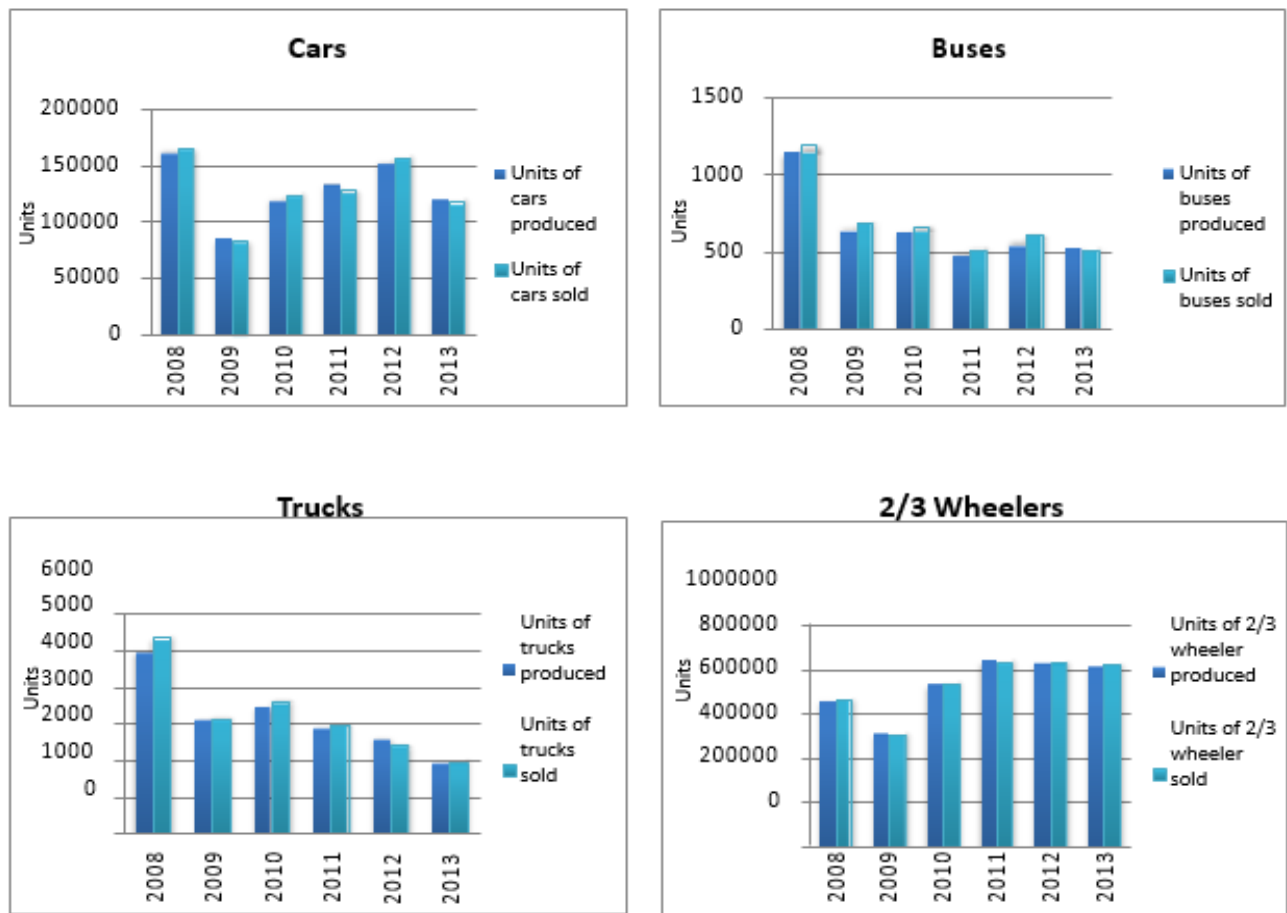 Cars
200000
150000
100000
50000
0
Units
2008
2009
2010
2011
2012
2013
Units of
cars
produced
Units of
cars sold
Buses
1500
1000
500
0
Units
2008
2009
2010
2011
2012
2013
Units of
buses
produced
Units of
buses sold
Trucks
6000
5000
4000
3000
2000
1000
0
Units
2008
2009
2010
2011
2012
2013
Units of
trucks
produced
Units of
trucks
sold
2/3 Wheelers
1000000
800000
600000
400000
200000
0
Units
2008
2009
2010
2011
2012
2013
Units of 2/3
wheeler
produced
Units of 2/3
wheeler
sold